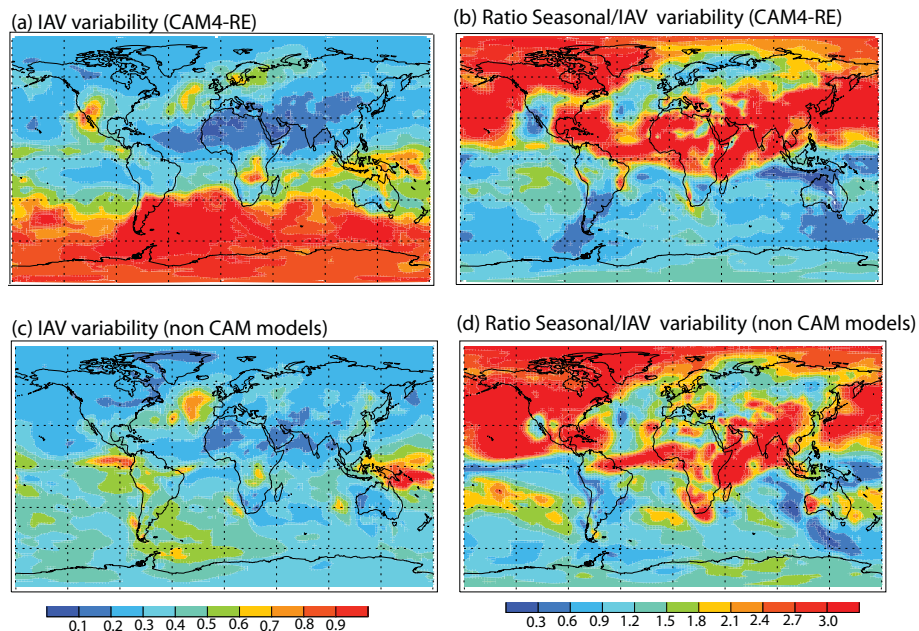 (a) IAV variability (CAM4-RE)
(b) Ratio Seasonal/IAV variability (CAM4-RE)
(c) IAV variability (non CAM models)
(d) Ratio Seasonal/IAV variability (non CAM models)
0.1 0.2 0.3 0.4 0.5 0.6 0.7 0.8 0.9
0.3 0.6 0.9 1.2 1.5 1.8 2.1 2.4 2.7 3.0